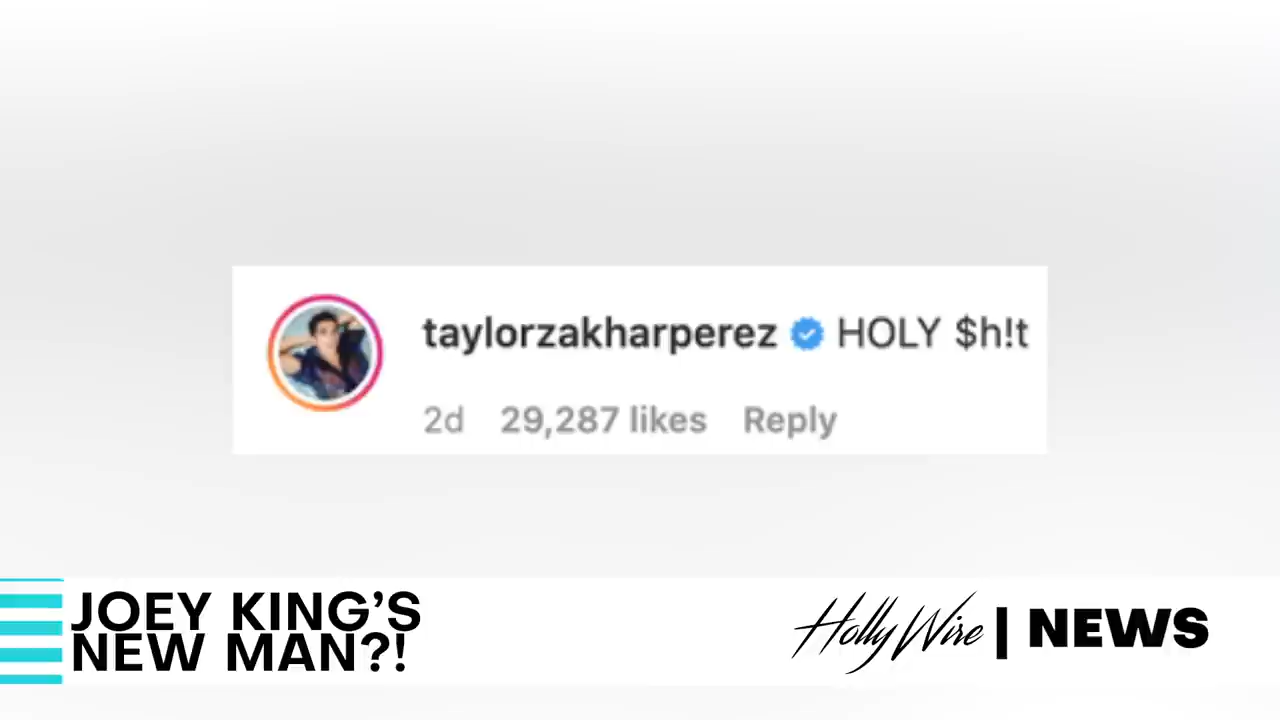 taylorzakharperez HOLY $h!t
2d 29,287 likes Reply
JOEY KING’S
NEW MAN?!
HollyWire | NEWS